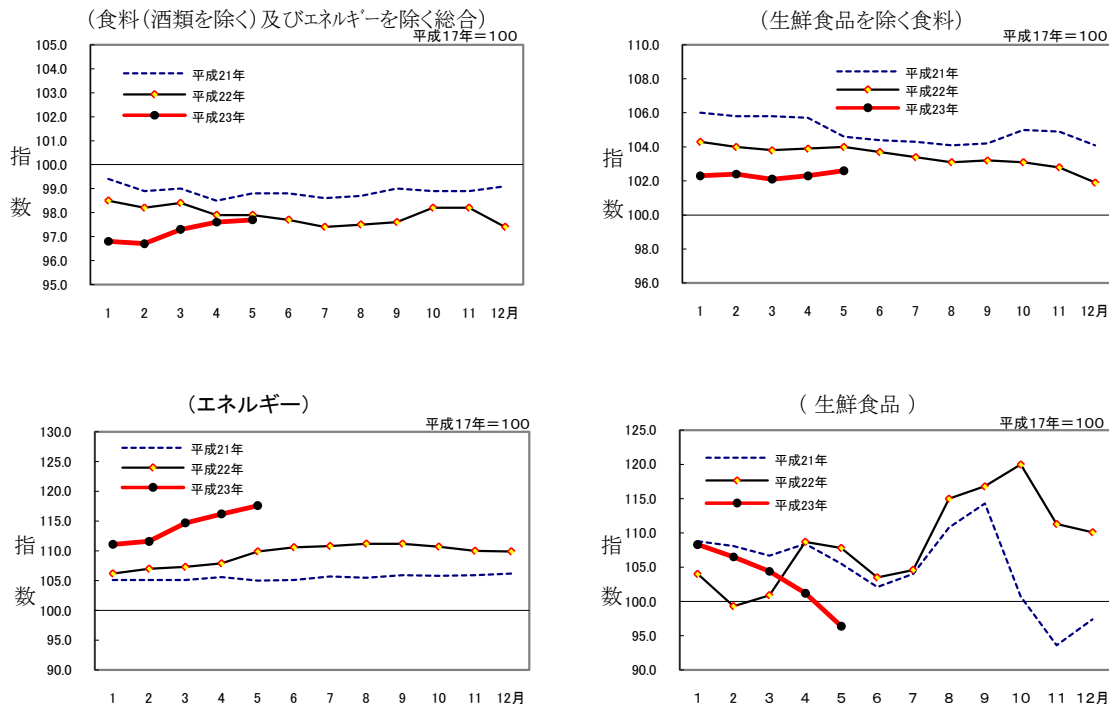 (食料(酒類を除く)及びエネルギーを除く総合)
平成17年=100
105.0
104.0
103.0
102.0
101.0
100.0
99.0
98.0
97.0
96.0
95.0
指
数
平成21年
平成22年
平成23年
1 2 3 4 5 6 7 8 9 10 11 12月
(生鮮食品を除く食料)
平成17年=100
110.0
108.0
106.0
104.0
102.0
100.0
98.0
96.0
指
数
平成21年
平成22年
平成23年
1 2 3 4 5 6 7 8 9 10 11 12月
(エネルギー)
平成17年=100
130.0
125.0
120.0
115.0
110.0
105.0
100.0
95.0
90.0
指
数
平成21年
平成22年
平成23年
1 2 3 4 5 6 7 8 9 10 11 12月
( 生鮮食品 )
平成17年=100
125.0
120.0
115.0
110.0
105.0
100.0
95.0
90.0
指
数
平成21年
平成22年
平成23年
1 2 3 4 5 6 7 8 9 10 11 12月